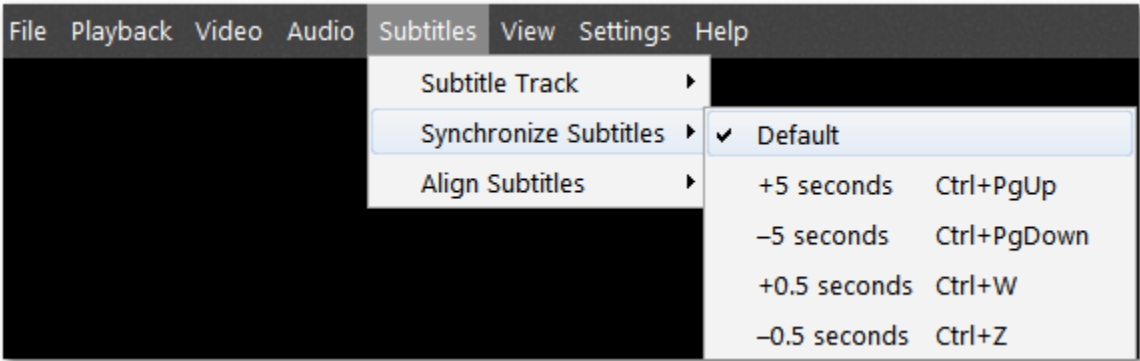 File Playback Video Audio Subtitles View Settings Help
Subtitle Track
Synchronize Subtitles
Align Subtitles
Default
+5 seconds Ctrl+PgUp
–5 seconds Ctrl+PgDown
+0.5 seconds Ctrl+W
–0.5 seconds Ctrl+Z